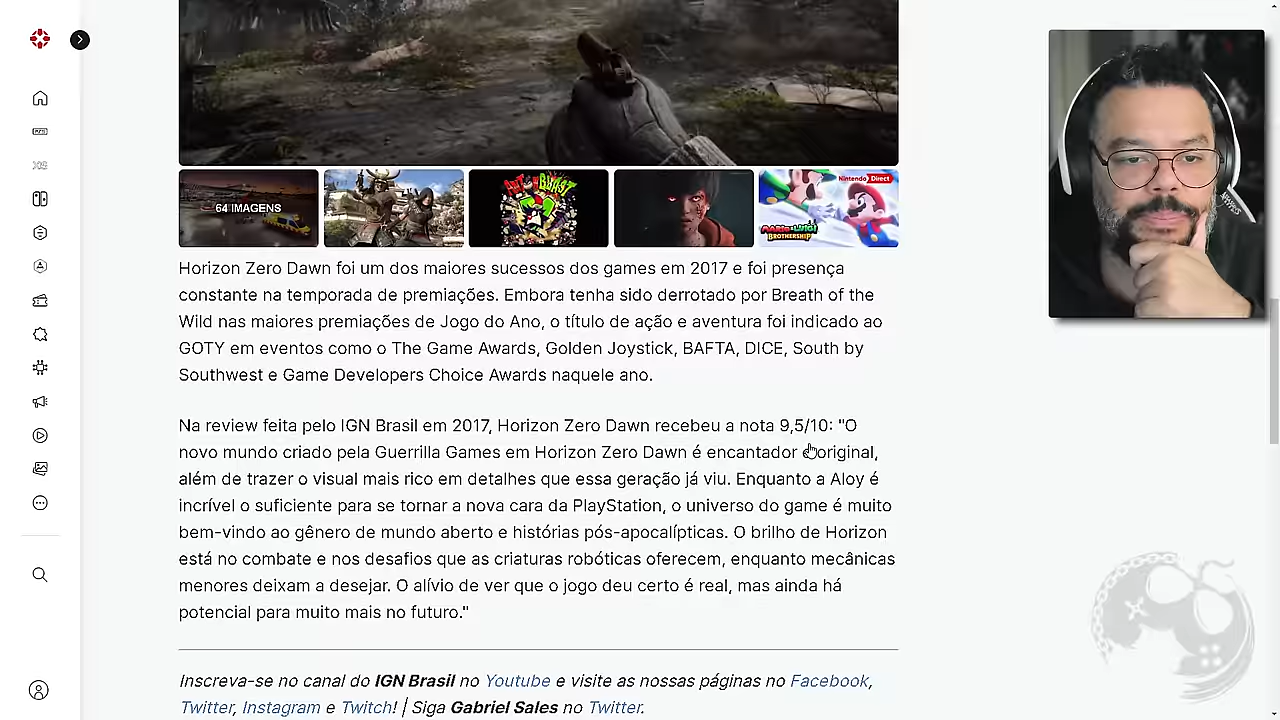 64 IMAGENS
Nintendo Direct
MARIO & LUIGI
BROTHERSHIP
Horizon Zero Dawn foi um dos maiores sucessos dos games em 2017 e foi presença
constante na temporada de premiações. Embora tenha sido derrotado por Breath of the
Wild nas maiores premiações de Jogo do Ano, o título de ação e aventura foi indicado ao
GOTY em eventos como o The Game Awards, Golden Joystick, BAFTA, DICE, South by
Southwest e Game Developers Choice Awards naquele ano.
Na review feita pelo IGN Brasil em 2017, Horizon Zero Dawn recebeu a nota 9,5/10: "O
novo mundo criado pela Guerrilla Games em Horizon Zero Dawn é encantador e original,
além de trazer o visual mais rico em detalhes que essa geração já viu. Enquanto a Aloy é
incrível o suficiente para se tornar a nova cara da PlayStation, o universo do game é muito
bem-vindo ao gênero de mundo aberto e histórias pós-apocalípticas. O brilho de Horizon
está no combate e nos desafios que as criaturas robóticas oferecem, enquanto mecânicas
menores deixam a desejar. O alívio de ver que o jogo deu certo é real, mas ainda há
potencial para muito mais no futuro."
Inscreva-se no canal do IGN Brasil no Youtube e visite as nossas páginas no Facebook,
Twitter, Instagram e Twitch! | Siga Gabriel Sales no Twitter.